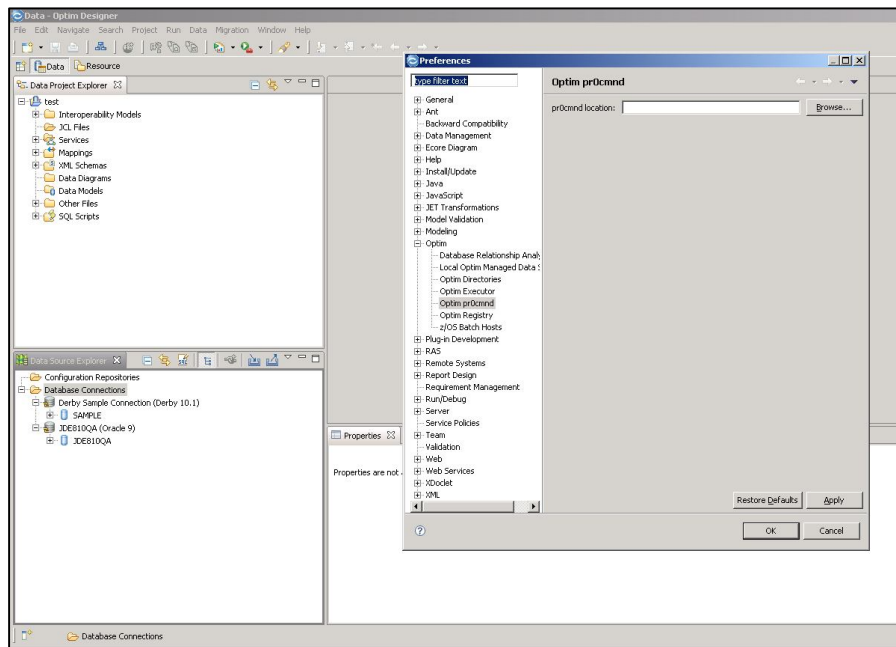 Data - Optim Designer
File Edit Navigate Search Project Run Data Migration Window Help
Data Resource
Data Project Explorer
test
Interoperability Models
JCL Files
Services
Mappings
XML Schemas
Data Diagrams
Data Models
Other Files
SQL Scripts
Data Source Explorer
Configuration Repositories
Database Connections
Derby Sample Connection (Derby 10.1)
SAMPLE
JDE810QA (Oracle 9)
JDE810QA
Properties
Properties are not
Database Connections
Preferences
type filter text
General
Ant
Backward Compatibility
Data Management
Ecore Diagram
Help
Install/Update
Java
JavaScript
JET Transformations
Model Validation
Modeling
Optim
Database Relationship Analy
Local Optim Managed Data S
Optim Directories
Optim Executor
Optim pr0cmnd
Optim Registry
z/OS Batch Hosts
Plug-in Development
RAS
Remote Systems
Report Design
Requirement Management
Run/Debug
Server
Service Policies
Team
Validation
Web
Web Services
XDoclet
XML
Optim pr0cmnd
pr0cmnd location:
Browse...
Restore Defaults Apply
OK Cancel